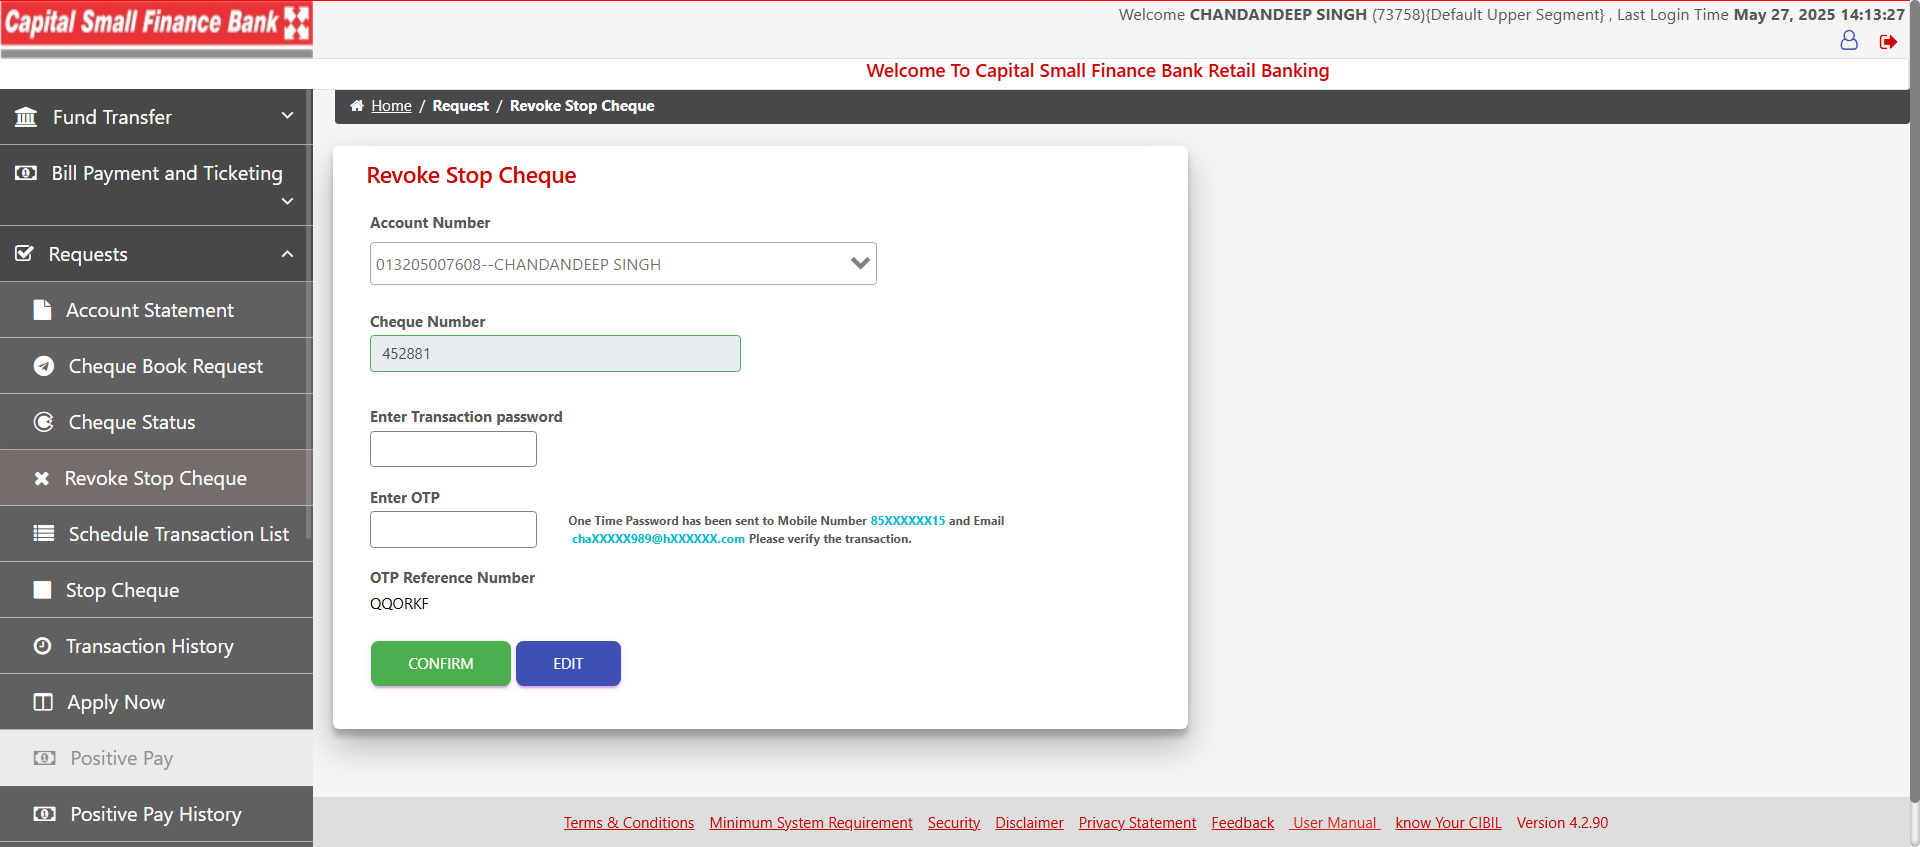 Capital Small Finance Bank
Welcome CHANDANDEEP SINGH (73758){Default Upper Segment} , Last Login Time May 27, 2025 14:13:27
Welcome To Capital Small Finance Bank Retail Banking
Fund Transfer
Bill Payment and Ticketing
Requests
Account Statement
Cheque Book Request
Cheque Status
Revoke Stop Cheque
Schedule Transaction List
Stop Cheque
Transaction History
Apply Now
Positive Pay
Positive Pay History
Home / Request / Revoke Stop Cheque
Revoke Stop Cheque
Account Number
013205007608--CHANDANDEEP SINGH
Cheque Number
452881
Enter Transaction password
Enter OTP
One Time Password has been sent to Mobile Number 85XXXXXX15 and Email
chaXXXXX989@hXXXXXX.com Please verify the transaction.
OTP Reference Number
QQORKF
CONFIRM EDIT
Terms & Conditions Minimum System Requirement Security Disclaimer Privacy Statement Feedback User Manual know Your CIBIL Version 4.2.90